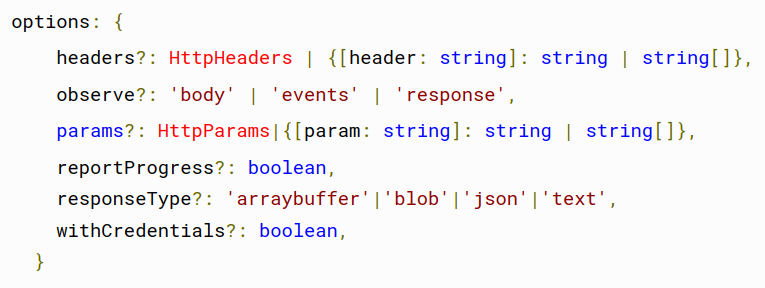 options: {
headers?: HttpHeaders | {[header: string]: string | string[]},
observe?: 'body' | 'events' | 'response',
params?: HttpParams|{[param: string]: string | string[]},
reportProgress?: boolean,
responseType?: 'arraybuffer'|'blob'|'json'|'text',
withCredentials?: boolean,
}